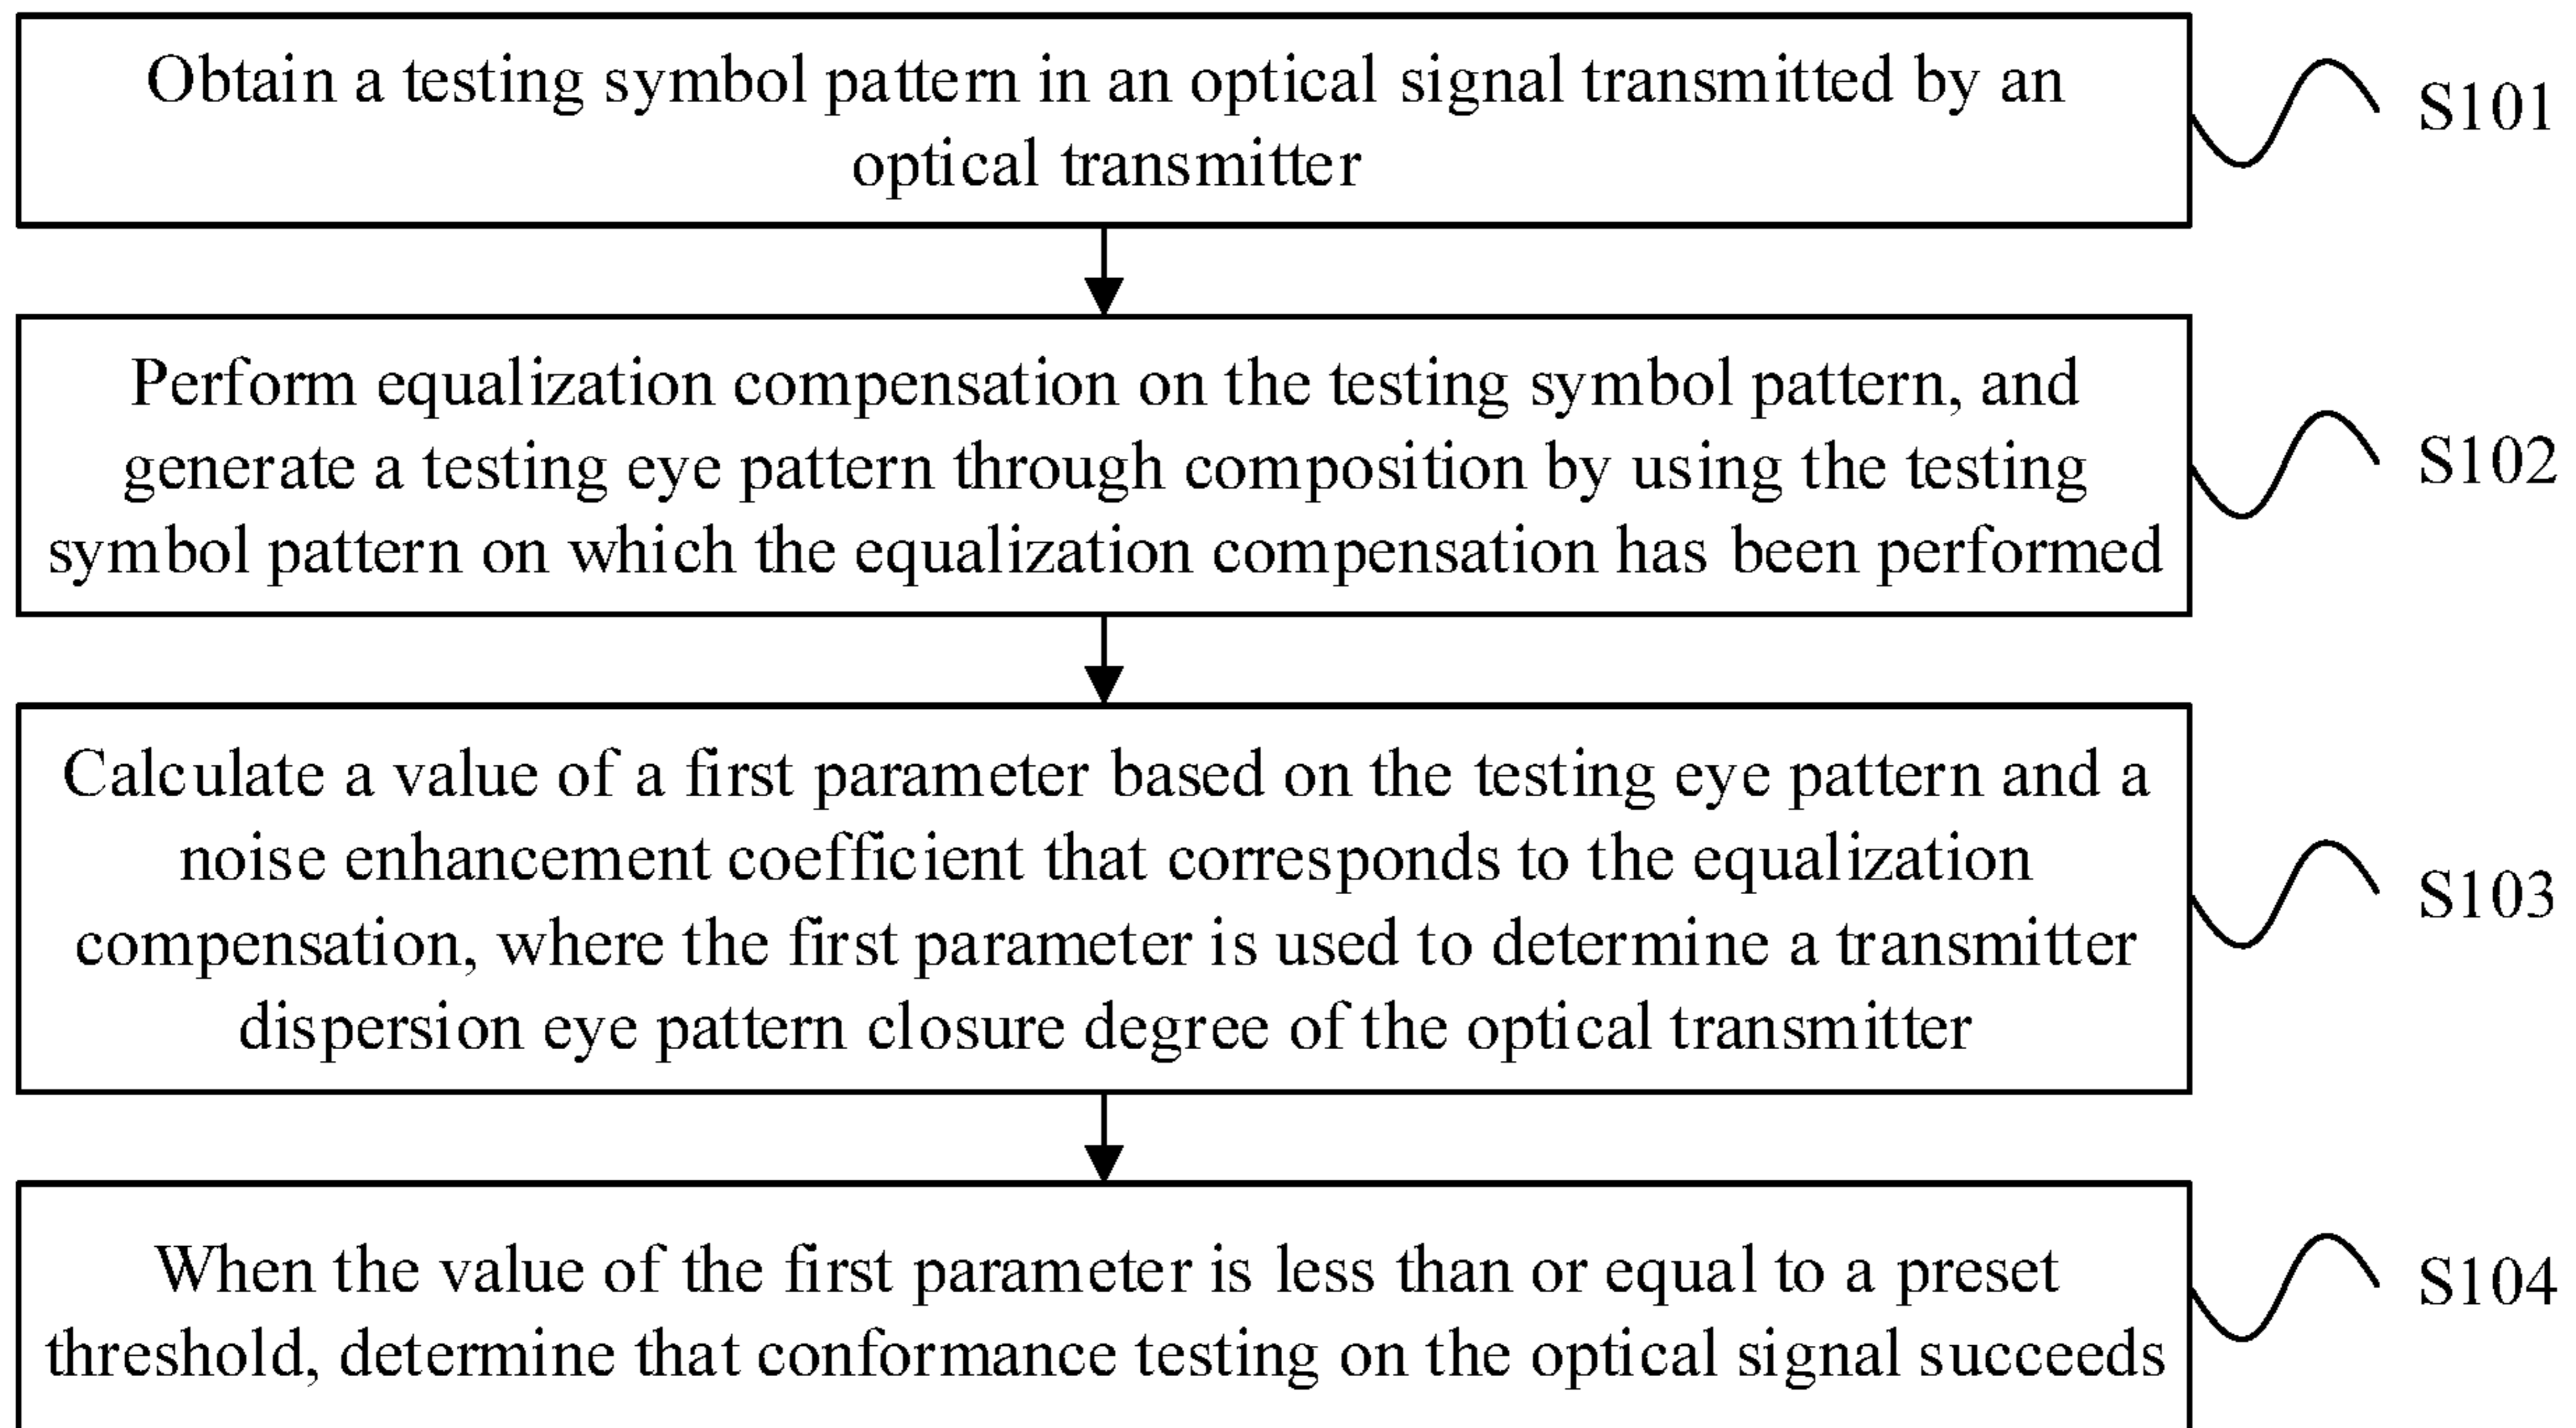 Obtain a testing symbol pattern in an optical signal transmitted by an
optical transmitter
S101
Perform equalization compensation on the testing symbol pattern, and
generate a testing eye pattern through composition by using the testing
symbol pattern on which the equalization compensation has been performed
S102
Calculate a value of a first parameter based on the testing eye pattern and a
noise enhancement coefficient that corresponds to the equalization
compensation, where the first parameter is used to determine a transmitter
dispersion eye pattern closure degree of the optical transmitter
S103
When the value of the first parameter is less than or equal to a preset
threshold, determine that conformance testing on the optical signal succeeds
S104